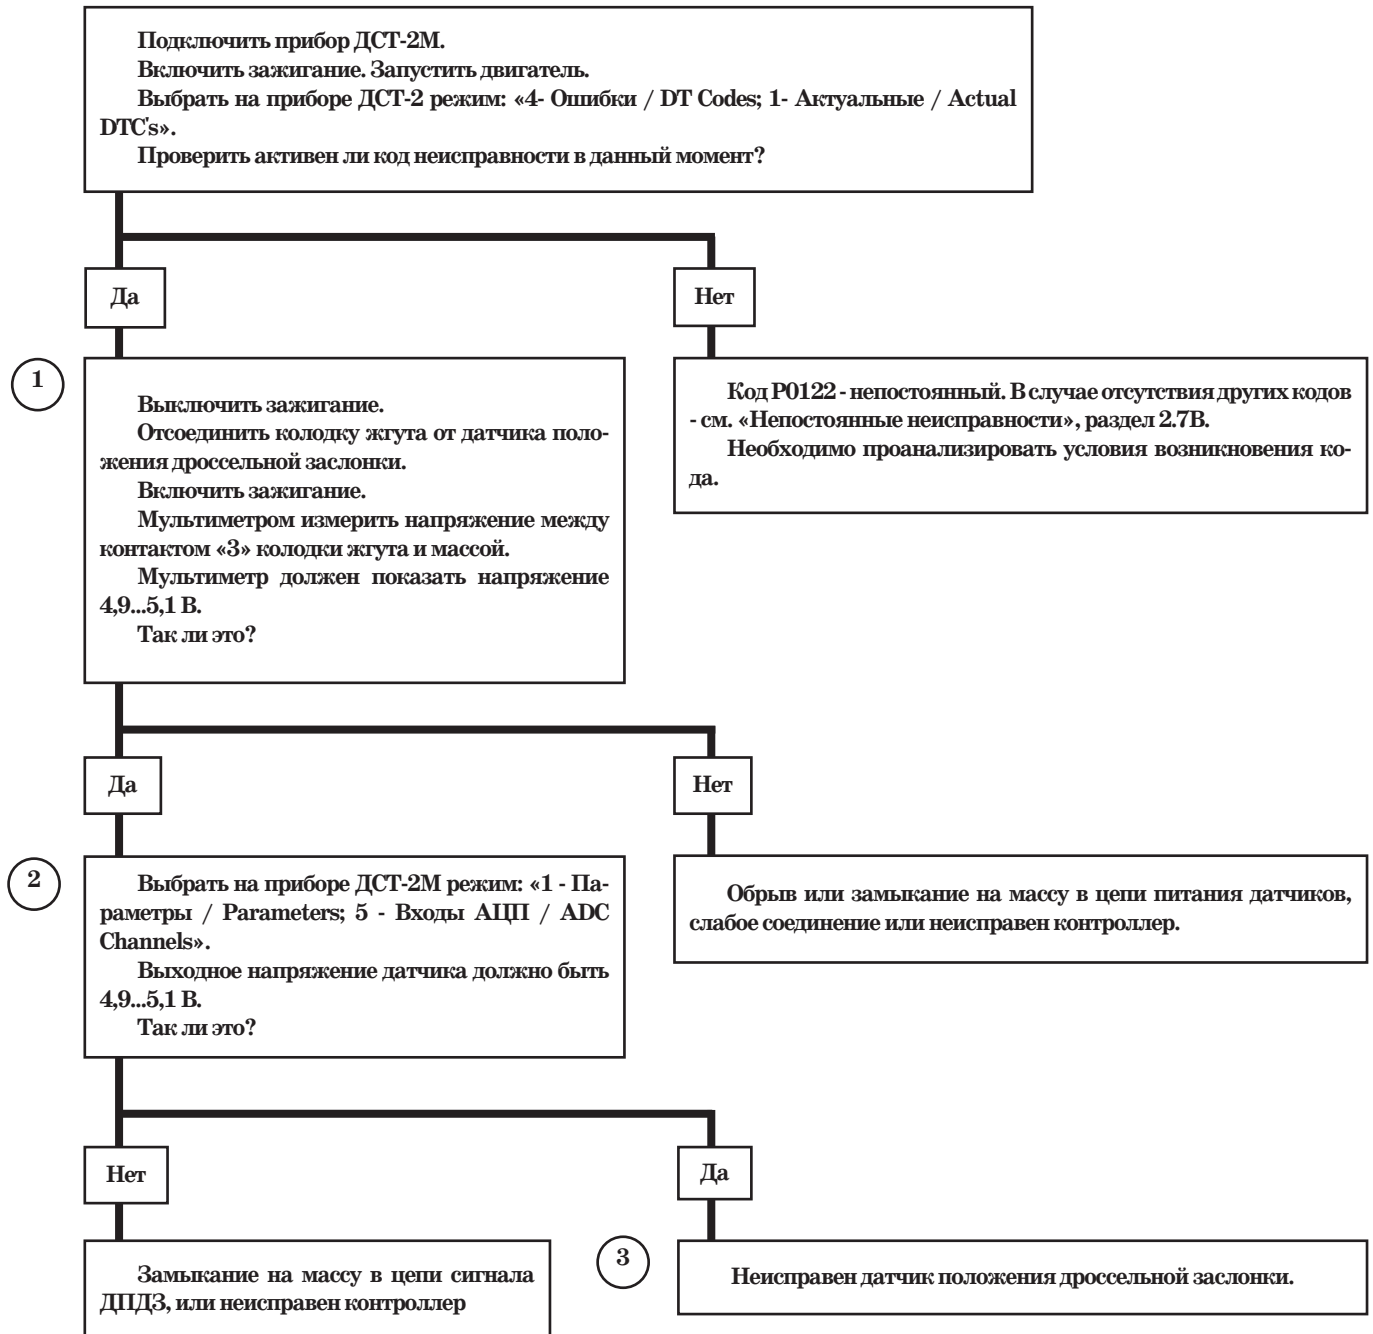 Подключить прибор ДСТ-2М.
Включить зажигание. Запустить двигатель.
Выбрать на приборе ДСТ-2 режим: «4- Ошибки / DT Codes; 1- Актуальные / Actual
DTC's».
Проверить активен ли код неисправности в данный момент?
Да
Нет
1
Выключить зажигание.
Отсоединить колодку жгута от датчика поло-
жения дроссельной заслонки.
Включить зажигание.
Мультиметром измерить напряжение между
контактом «3» колодки жгута и массой.
Мультиметр должен показать напряжение
4,9...5,1 В.
Так ли это?
Код Р0122 - непостоянный. В случае отсутствия других кодов
- см. «Непостоянные неисправности», раздел 2.7В.
Необходимо проанализировать условия возникновения ко-
да.
Да
Нет
2
Выбрать на приборе ДСТ-2М режим: «1 - Па-
раметры / Parameters; 5 - Входы АЦП / ADC
Channels».
Выходное напряжение датчика должно быть
4,9...5,1 В.
Так ли это?
Обрыв или замыкание на массу в цепи питания датчиков,
слабое соединение или неисправен контроллер.
Нет
Да
Замыкание на массу в цепи сигнала
ДПДЗ, или неисправен контроллер
3
Неисправен датчик положения дроссельной заслонки.